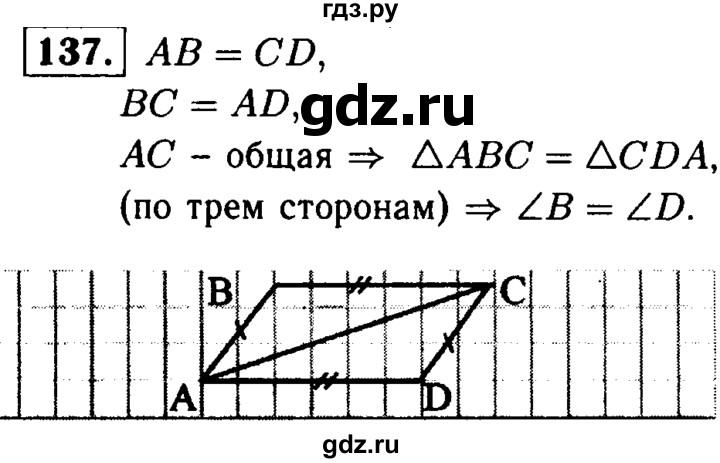 гдз.ру
137. AB = CD,
BC = AD,
gdz.ru
AC – общая ⇒ △ABC = △CDA,
(по трем сторонам) ⇒ ∠B = ∠D.
B C
A D
gdz.ru